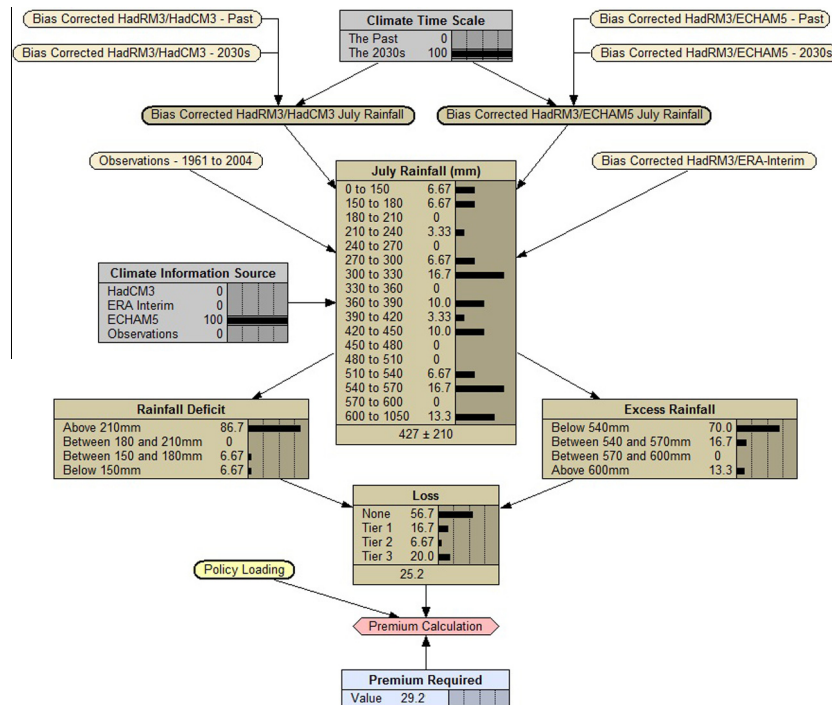 Bias Corrected HadRM3/HadCM3 - Past
Bias Corrected HadRM3/HadCM3 - 2030s
Climate Time Scale
The Past 0
The 2030s 100
Bias Corrected HadRM3/ECHAM5 - Past
Bias Corrected HadRM3/ECHAM5 - 2030s
Bias Corrected HadRM3/HadCM3 July Rainfall
Bias Corrected HadRM3/ECHAM5 July Rainfall
Observations - 1961 to 2004
Bias Corrected HadRM3/ERA-Interim
July Rainfall (mm)
0 to 150 6.67
150 to 180 6.67
180 to 210 0
210 to 240 3.33
240 to 270 0
270 to 300 6.67
300 to 330 16.7
330 to 360 0
360 to 390 10.0
390 to 420 3.33
420 to 450 10.0
450 to 480 0
480 to 510 0
510 to 540 6.67
540 to 570 16.7
570 to 600 0
600 to 1050 13.3
427 ± 210
Climate Information Source
HadCM3 0
ERA Interim 0
ECHAM5 100
Observations 0
Rainfall Deficit
Above 210mm 86.7
Between 180 and 210mm 0
Between 150 and 180mm 6.67
Below 150mm 6.67
Excess Rainfall
Below 540mm 70.0
Between 540 and 570mm 16.7
Between 570 and 600mm 0
Above 600mm 13.3
Loss
None 56.7
Tier 1 16.7
Tier 2 6.67
Tier 3 20.0
25.2
Policy Loading
Premium Calculation
Premium Required
Value 29.2